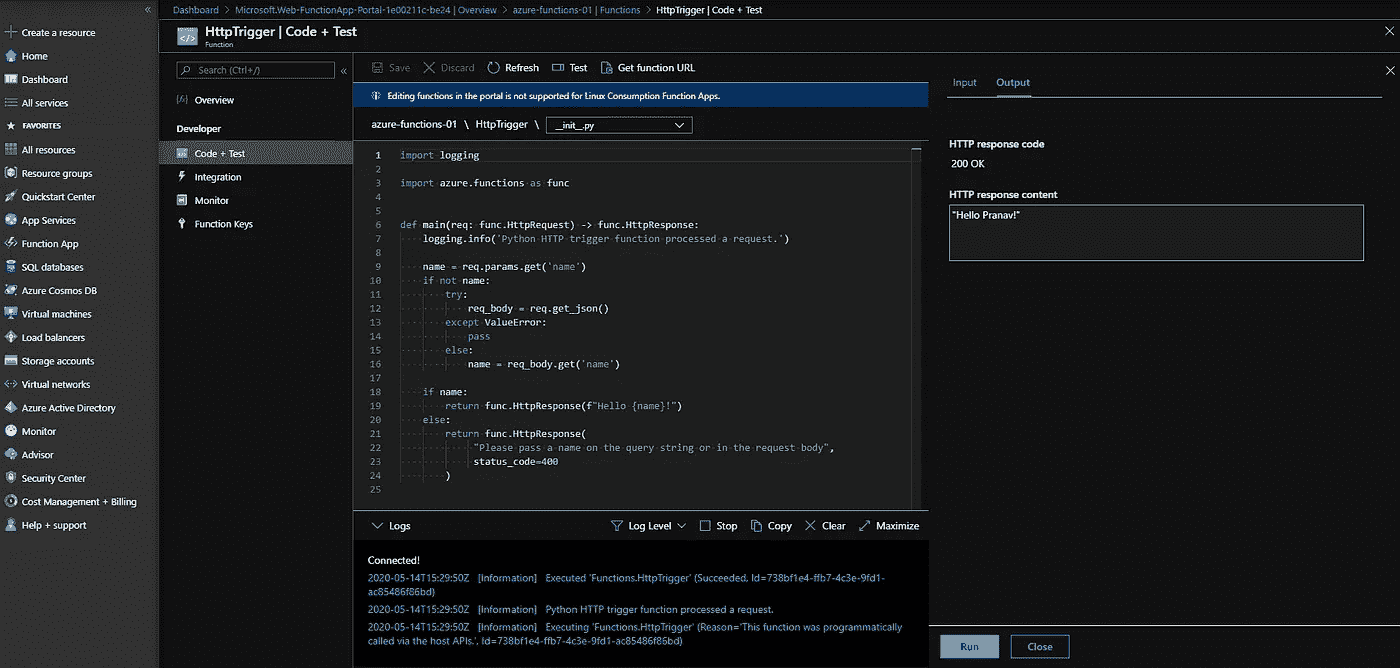 Dashboard > Microsoft.Web-FunctionApp-Portal-1e00211c-be24 | Overview > azure-functions-01 | Functions > HttpTrigger | Code + Test
HttpTrigger | Code + Test
Function
Create a resource
Home
Dashboard
All services
FAVORITES
All resources
Resource groups
Quickstart Center
App Services
Function App
SQL databases
Azure Cosmos DB
Virtual machines
Load balancers
Storage accounts
Virtual networks
Azure Active Directory
Monitor
Advisor
Security Center
Cost Management + Billing
Help + support
Search (Ctrl+/)
Overview
Developer
Code + Test
Integration
Monitor
Function Keys
Save Discard Refresh Test Get function URL
Editing functions in the portal is not supported for Linux Consumption Function Apps.
azure-functions-01 \ HttpTrigger \ __init__.py
1 import logging
2
3 import azure.functions as func
4
5
6 def main(req: func.HttpRequest) -> func.HttpResponse:
7 logging.info('Python HTTP trigger function processed a request.')
8
9 name = req.params.get('name')
10 if not name:
11 try:
12 req_body = req.get_json()
13 except ValueError:
14 pass
15 else:
16 name = req_body.get('name')
17
18 if name:
19 return func.HttpResponse(f"Hello {name}!")
20 else:
21 return func.HttpResponse(
22 "Please pass a name on the query string or in the request body",
23 status_code=400
24 )
25
Logs Log Level Stop Copy Clear Maximize
Connected!
2020-05-14T15:29:50Z [Information] Executed 'Functions.HttpTrigger' (Succeeded, Id=738bf1e4-ffb7-4c3e-9fd1-
ac85486f86bd)
2020-05-14T15:29:50Z [Information] Python HTTP trigger function processed a request.
2020-05-14T15:29:50Z [Information] Executing 'Functions.HttpTrigger' (Reason='This function was programmatically
called via the host APIs.', Id=738bf1e4-ffb7-4c3e-9fd1-ac85486f86bd)
Input Output
HTTP response code
200 OK
HTTP response content
"Hello Pranav!"
Run Close